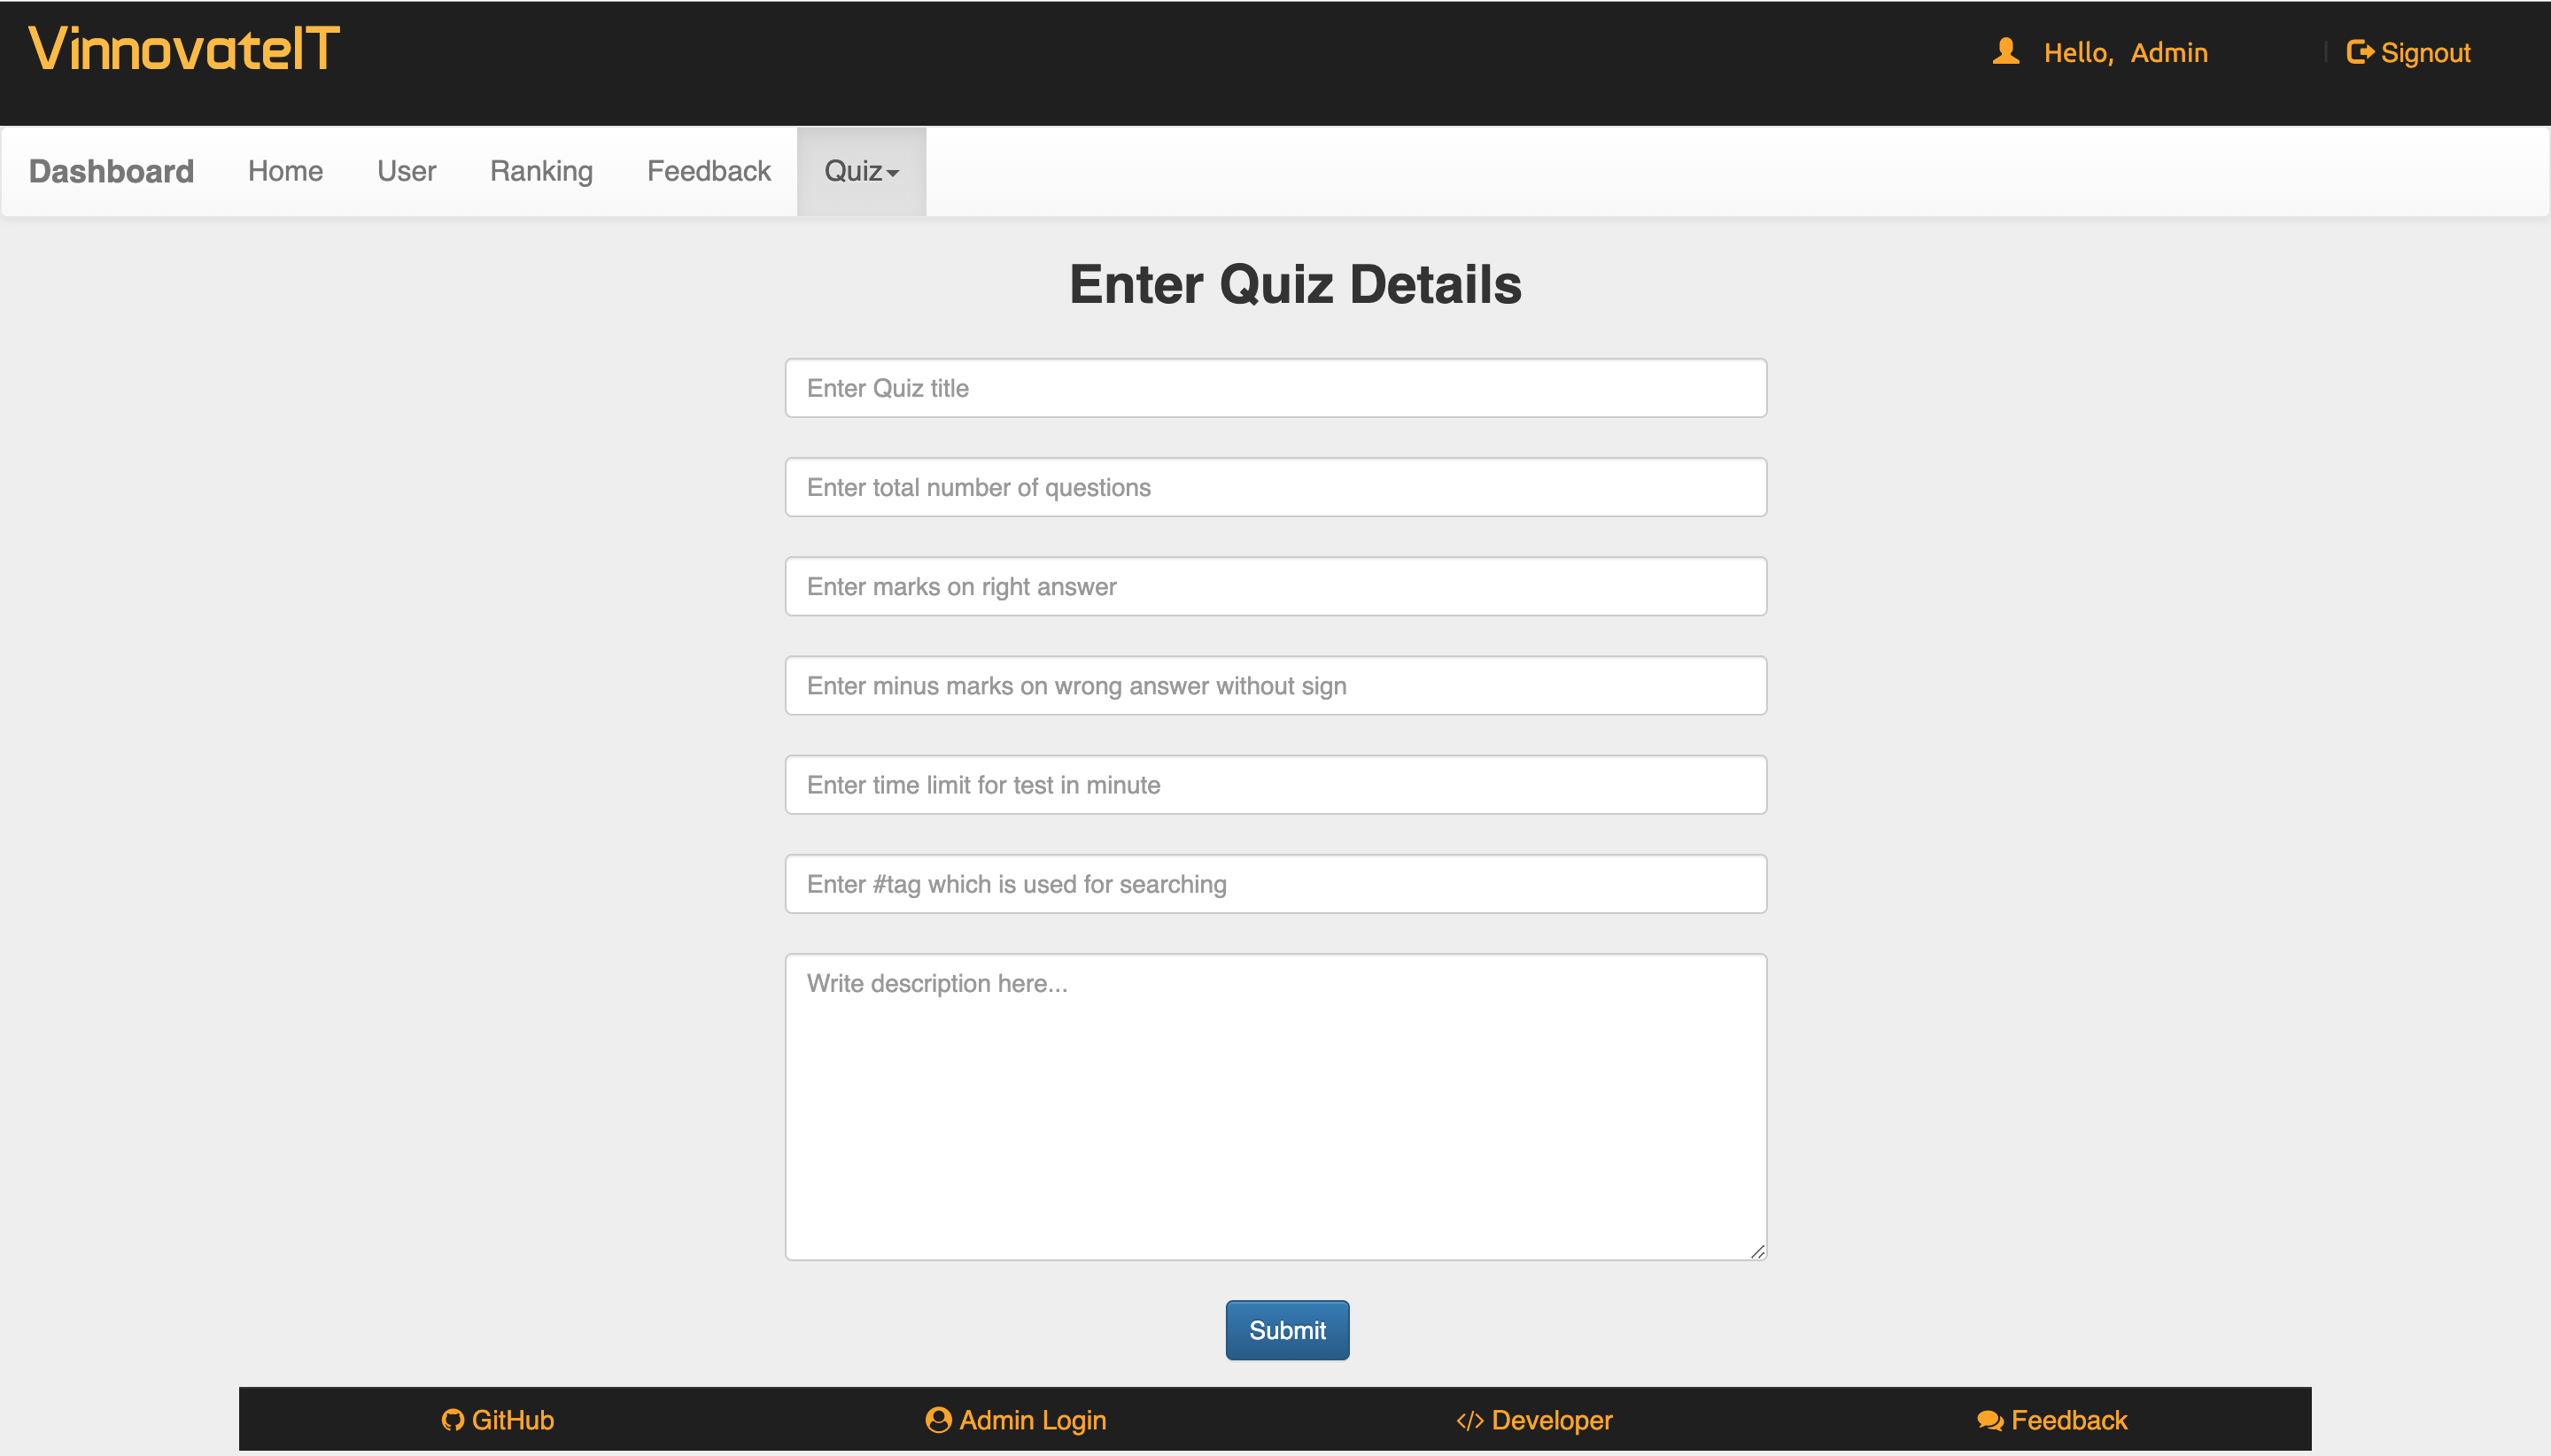 VinnovateIT
Hello, Admin | Signout
Dashboard Home User Ranking Feedback Quiz
Enter Quiz Details
Enter Quiz title
Enter total number of questions
Enter marks on right answer
Enter minus marks on wrong answer without sign
Enter time limit for test in minute
Enter #tag which is used for searching
Write description here...
Submit
GitHub Admin Login Developer Feedback